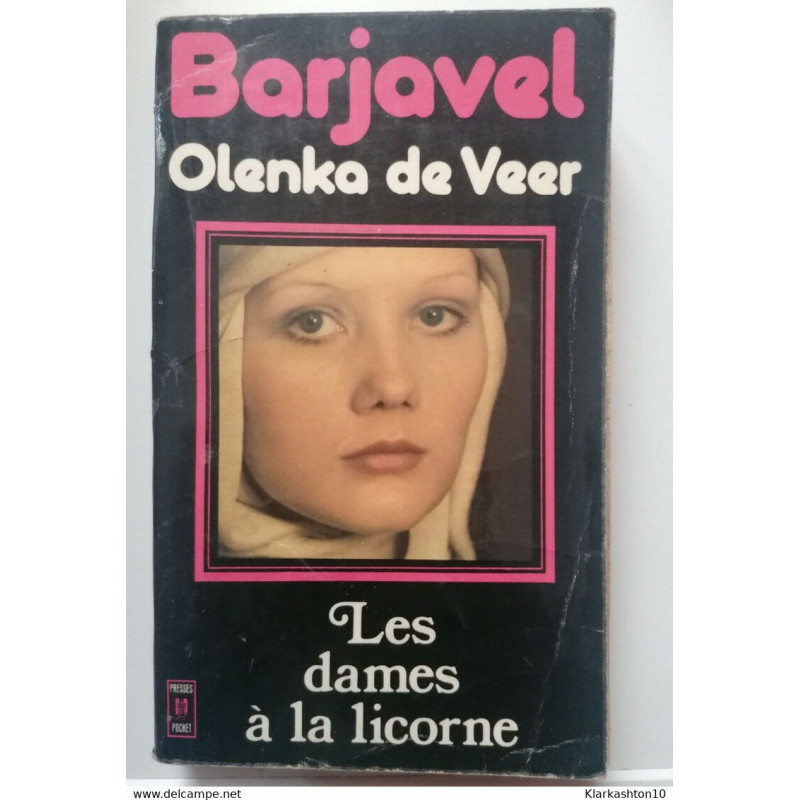 Barjavel
Olenka de Veer
Les
dames
à la licorne
PRESSES
POCKET
www.delcampe.net
Klarkashton10